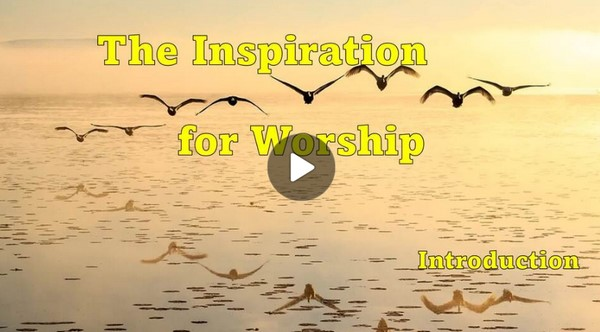 The Inspiration
for Worship
Introduction